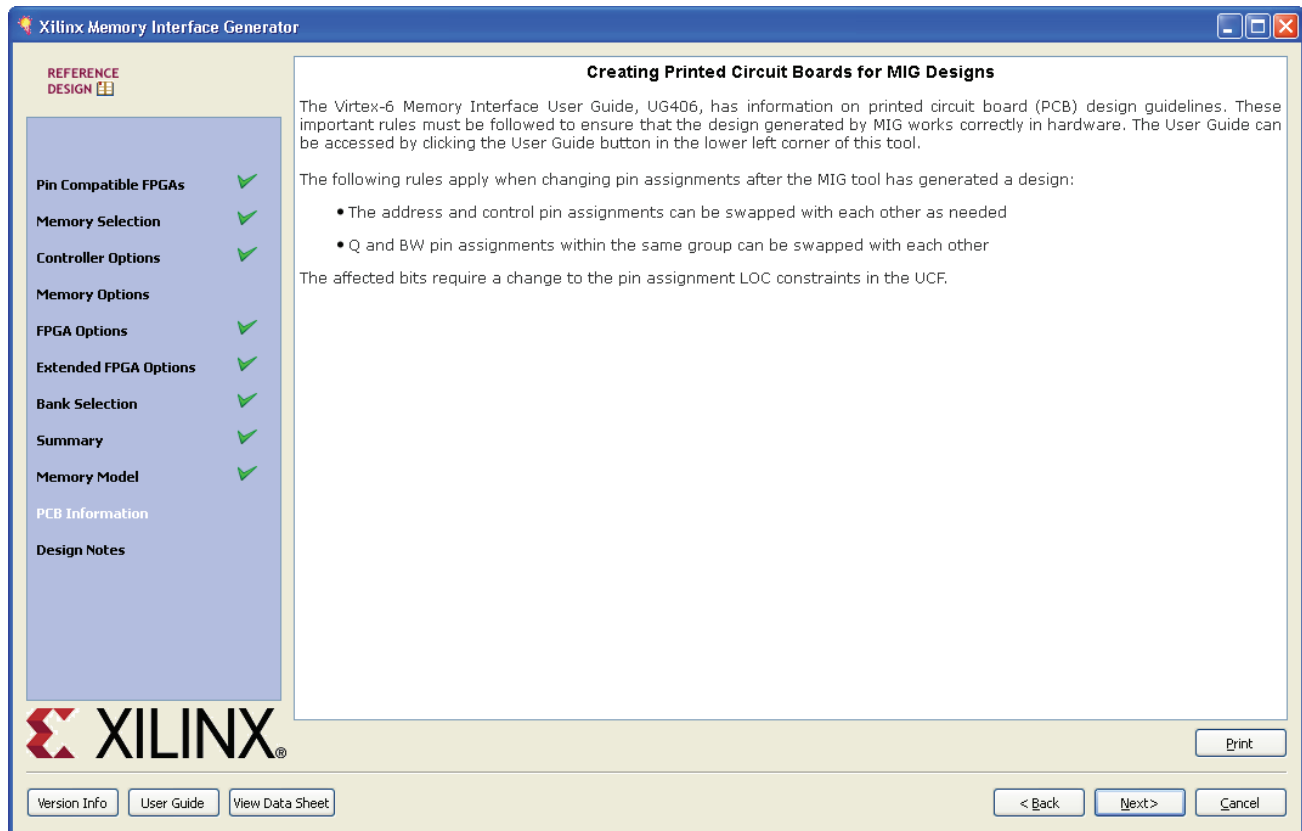 Xilinx Memory Interface Generator
REFERENCE
DESIGN
Pin Compatible FPGAs
Memory Selection
Controller Options
Memory Options
FPGA Options
Extended FPGA Options
Bank Selection
Summary
Memory Model
PCB Information
Design Notes
XILINX®
Creating Printed Circuit Boards for MIG Designs
The Virtex-6 Memory Interface User Guide, UG406, has information on printed circuit board (PCB) design guidelines. These
important rules must be followed to ensure that the design generated by MIG works correctly in hardware. The User Guide can
be accessed by clicking the User Guide button in the lower left corner of this tool.
The following rules apply when changing pin assignments after the MIG tool has generated a design:
• The address and control pin assignments can be swapped with each other as needed
• Q and BW pin assignments within the same group can be swapped with each other
The affected bits require a change to the pin assignment LOC constraints in the UCF.
Print
Version Info User Guide View Data Sheet < Back Next> Cancel